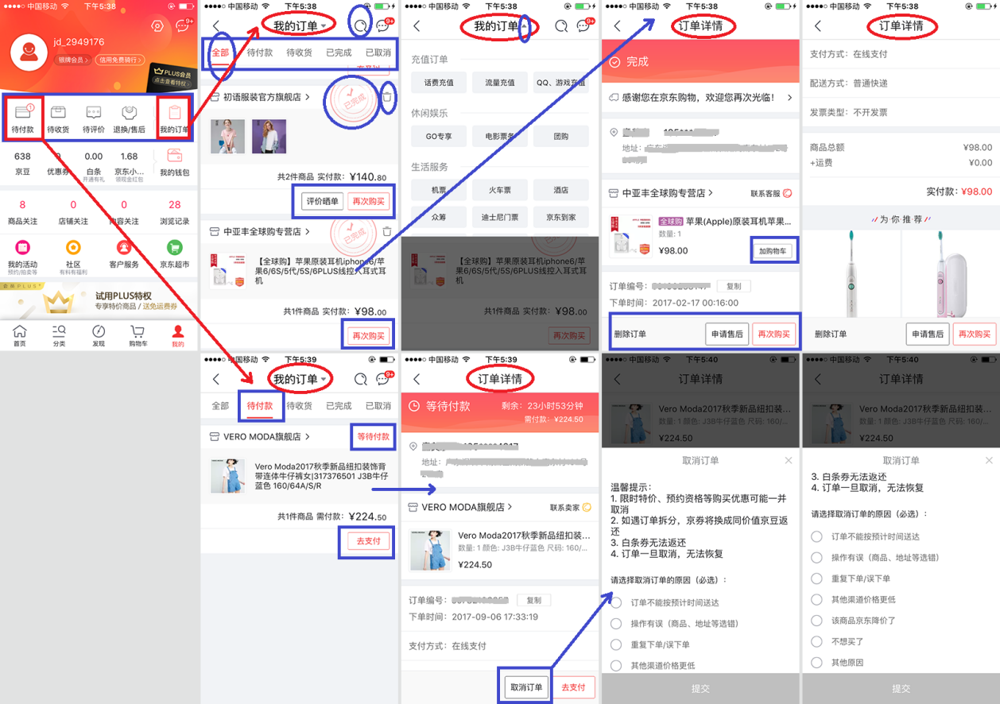 中国移动
下午5:38
9+
jd_2949176
银牌会员>
信用免费骑行>
PLUS会员
点击查看特权>
1
待付款
待收货
待评价
退换/售后
我的订单
638
0.00
1.68
京豆
优惠券
白条
京东小...
我的钱包
开通有礼
领现金红包
8
0
0
28
商品关注
店铺关注
内容关注
浏览记录
我的活动
社区
客户服务
京东超市
预约/拍卖等
有料有福利
会员PLUS
试用PLUS特权
专享特价商品 / 送免运费券
首页
分类
发现
购物车
我的
中国移动
下午5:38
我的订单
9+
全部
待付款
待收货
已完成
已取消
初语服装官方旗舰店 >
已完成
共2件商品 实付款：¥140.80
评价晒单
再次购买
中亚丰全球购专营店 >
已完成
【全球购】苹果原装耳机iphone6/苹
果6/6S/5代/5S/6PLUS线控入耳式耳
机
共1件商品 实付款：¥98.00
再次购买
中国移动
下午5:38
我的订单
9+
充值订单
话费充值
流量充值
QQ、游戏充值
休闲娱乐
GO专享
电影票务
团购
生活服务
机票
火车票
酒店
众筹
迪士尼门票
京东到家
【全球购】苹果原装耳机iphone6/苹
果6/6S/5代/5S/6PLUS线控入耳式耳
机
共1件商品 实付款：¥98.00
再次购买
中国移动
下午5:38
订单详情
完成
感谢您在京东购物，欢迎您再次光临！
地址：
中亚丰全球购专营店 >
联系客服
全球购 苹果(Apple)原装耳机苹果...
数量: 1
¥98.00
加购物车
订单编号：
复制
下单时间：2017-02-17 00:16:00
删除订单
申请售后
再次购买
中国移动
下午5:38
订单详情
支付方式：在线支付
配送方式：普通快递
发票类型：不开发票
商品总额
¥98.00
+运费
¥0.00
实付款：¥98.00
为你推荐
删除订单
申请售后
再次购买
中国移动
下午5:39
我的订单
9+
全部
待付款
待收货
已完成
已取消
VERO MODA旗舰店 >
等待付款
Vero Moda2017秋季新品纽扣装饰背
带连体牛仔裤女|317376501 J3B牛仔
蓝色 160/64A/S/R
共1件商品 需付款：¥224.50
去支付
中国移动
下午5:39
订单详情
等待付款
剩余：23小时53分钟
需付款：¥224.50
地址：
VERO MODA旗舰店 >
联系卖家
Vero Moda2017秋季新品纽扣装...
数量: 1 颜色: J3B牛仔蓝色 尺码: 160/...
¥224.50
订单编号：
复制
下单时间：2017-09-06 17:33:19
支付方式：在线支付
取消订单
去支付
中国移动
下午5:40
订单详情
Vero Moda2017秋季新品纽扣装...
数量: 1 颜色: J3B牛仔蓝色 尺码: 160/...
¥224.50
取消订单
温馨提示：
1. 限时特价、预约资格等购买优惠可能一并
取消
2. 如遇订单拆分，京券将换成同价值京豆返
还
3. 白条券无法返还
4. 订单一旦取消，无法恢复
请选择取消订单的原因（必选）：
订单不能按预计时间送达
操作有误（商品、地址等选错）
重复下单/误下单
其他渠道价格更低
提交
中国移动
下午5:40
订单详情
Vero Moda2017秋季新品纽扣装...
数量: 1 颜色: J3B牛仔蓝色 尺码: 160/...
¥224.50
取消订单
3. 白条券无法返还
4. 订单一旦取消，无法恢复
请选择取消订单的原因（必选）：
订单不能按预计时间送达
操作有误（商品、地址等选错）
重复下单/误下单
其他渠道价格更低
该商品京东降价了
不想买了
其他原因
提交